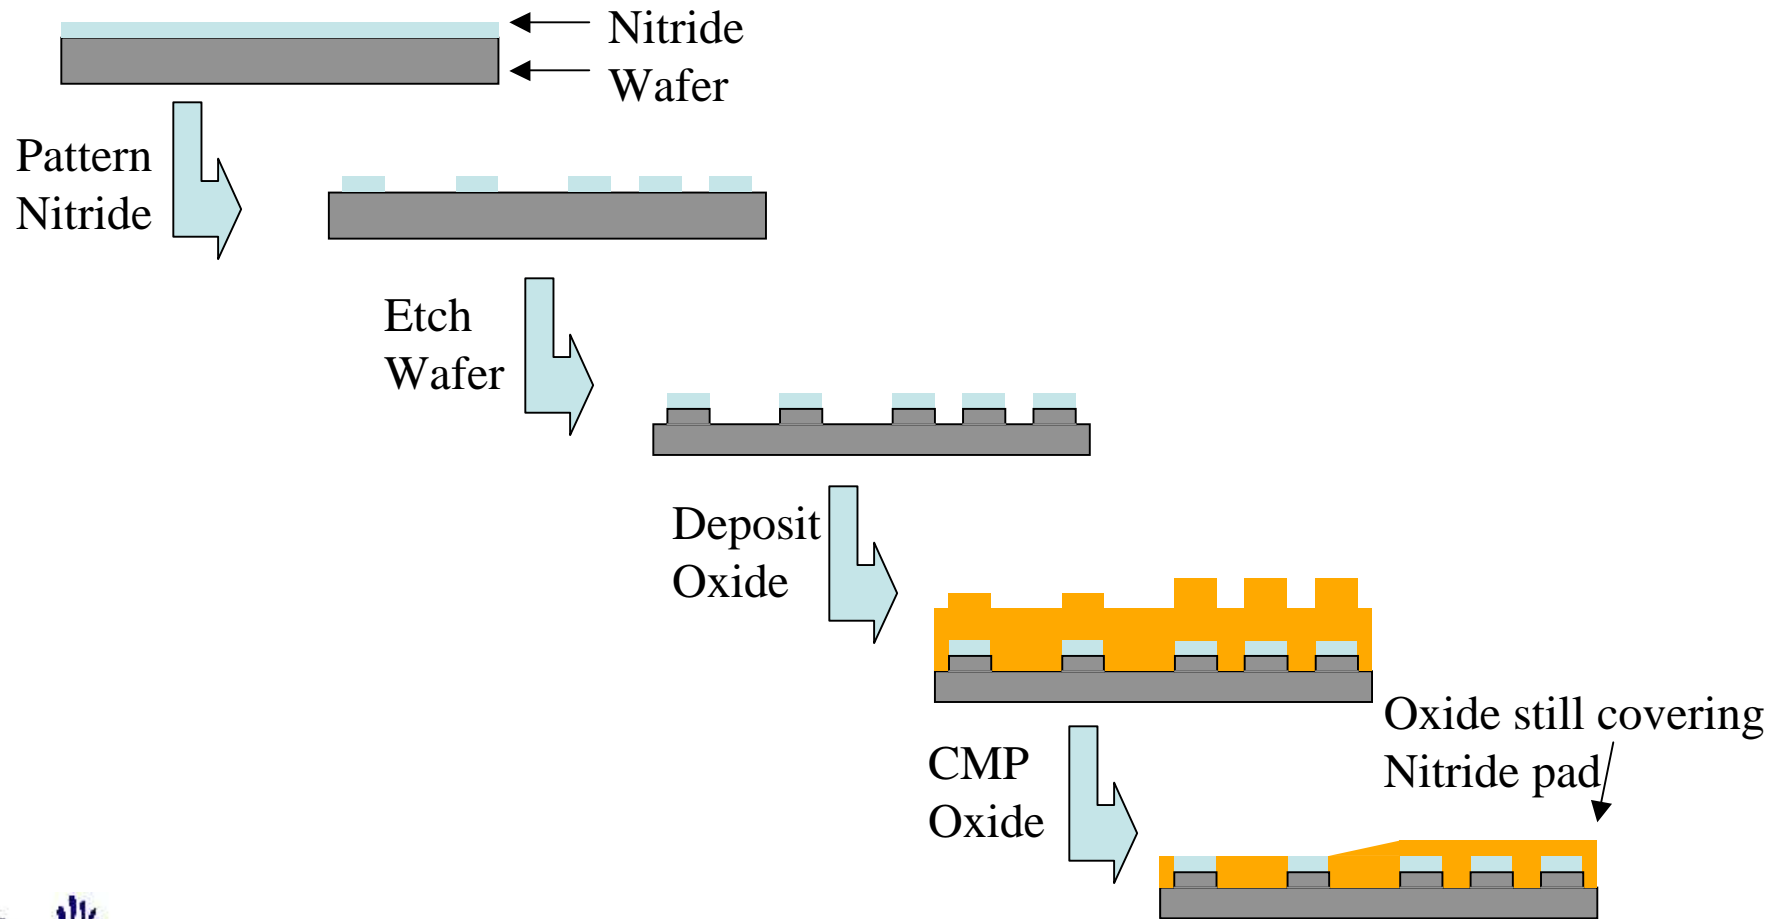 Nitride
Wafer
Pattern
Nitride
Etch
Wafer
Deposit
Oxide
Oxide still covering
Nitride pad
CMP
Oxide